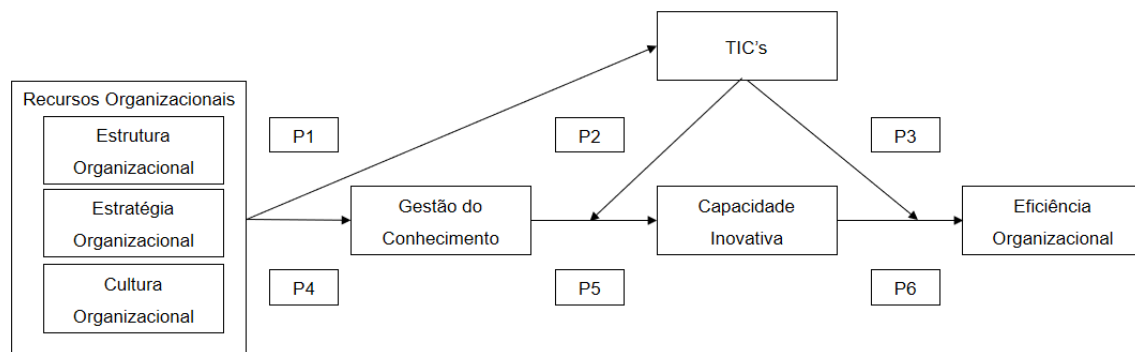 TIC's
Recursos Organizacionais
Estrutura
Organizacional
P1
P2
P3
Estratégia
Organizacional
Gestão do
Conhecimento
Capacidade
Inovativa
Eficiência
Organizacional
Cultura
Organizacional
P4
P5
P6